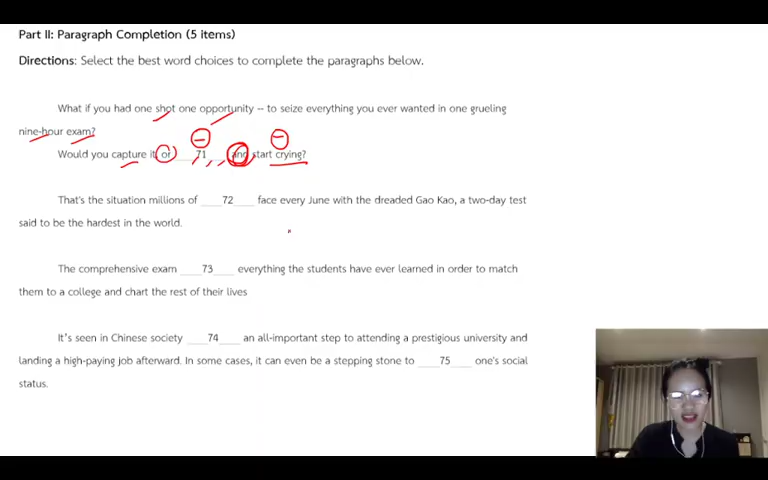 Part II: Paragraph Completion (5 items)
Directions: Select the best word choices to complete the paragraphs below.
What if you had one shot one opportunity -- to seize everything you ever wanted in one grueling
nine-hour exam?
Would you capture it or ____71____ and start crying?
That's the situation millions of ____72____ face every June with the dreaded Gao Kao, a two-day test
said to be the hardest in the world.
The comprehensive exam ____73____ everything the students have ever learned in order to match
them to a college and chart the rest of their lives
It's seen in Chinese society ____74____ an all-important step to attending a prestigious university and
landing a high-paying job afterward. In some cases, it can even be a stepping stone to ____75____ one's social
status.